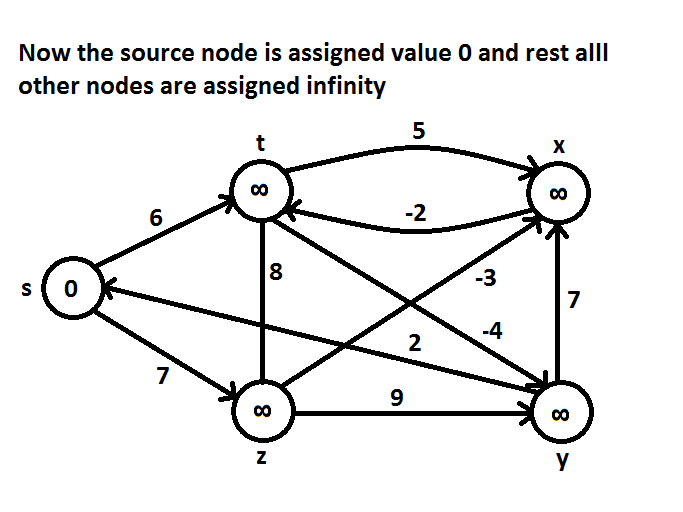 Now the source node is assigned value 0 and rest alll
other nodes are assigned infinity
5
t
x
∞
∞
6
-2
8
-3
s
0
7
-4
2
7
9
∞
∞
z
y